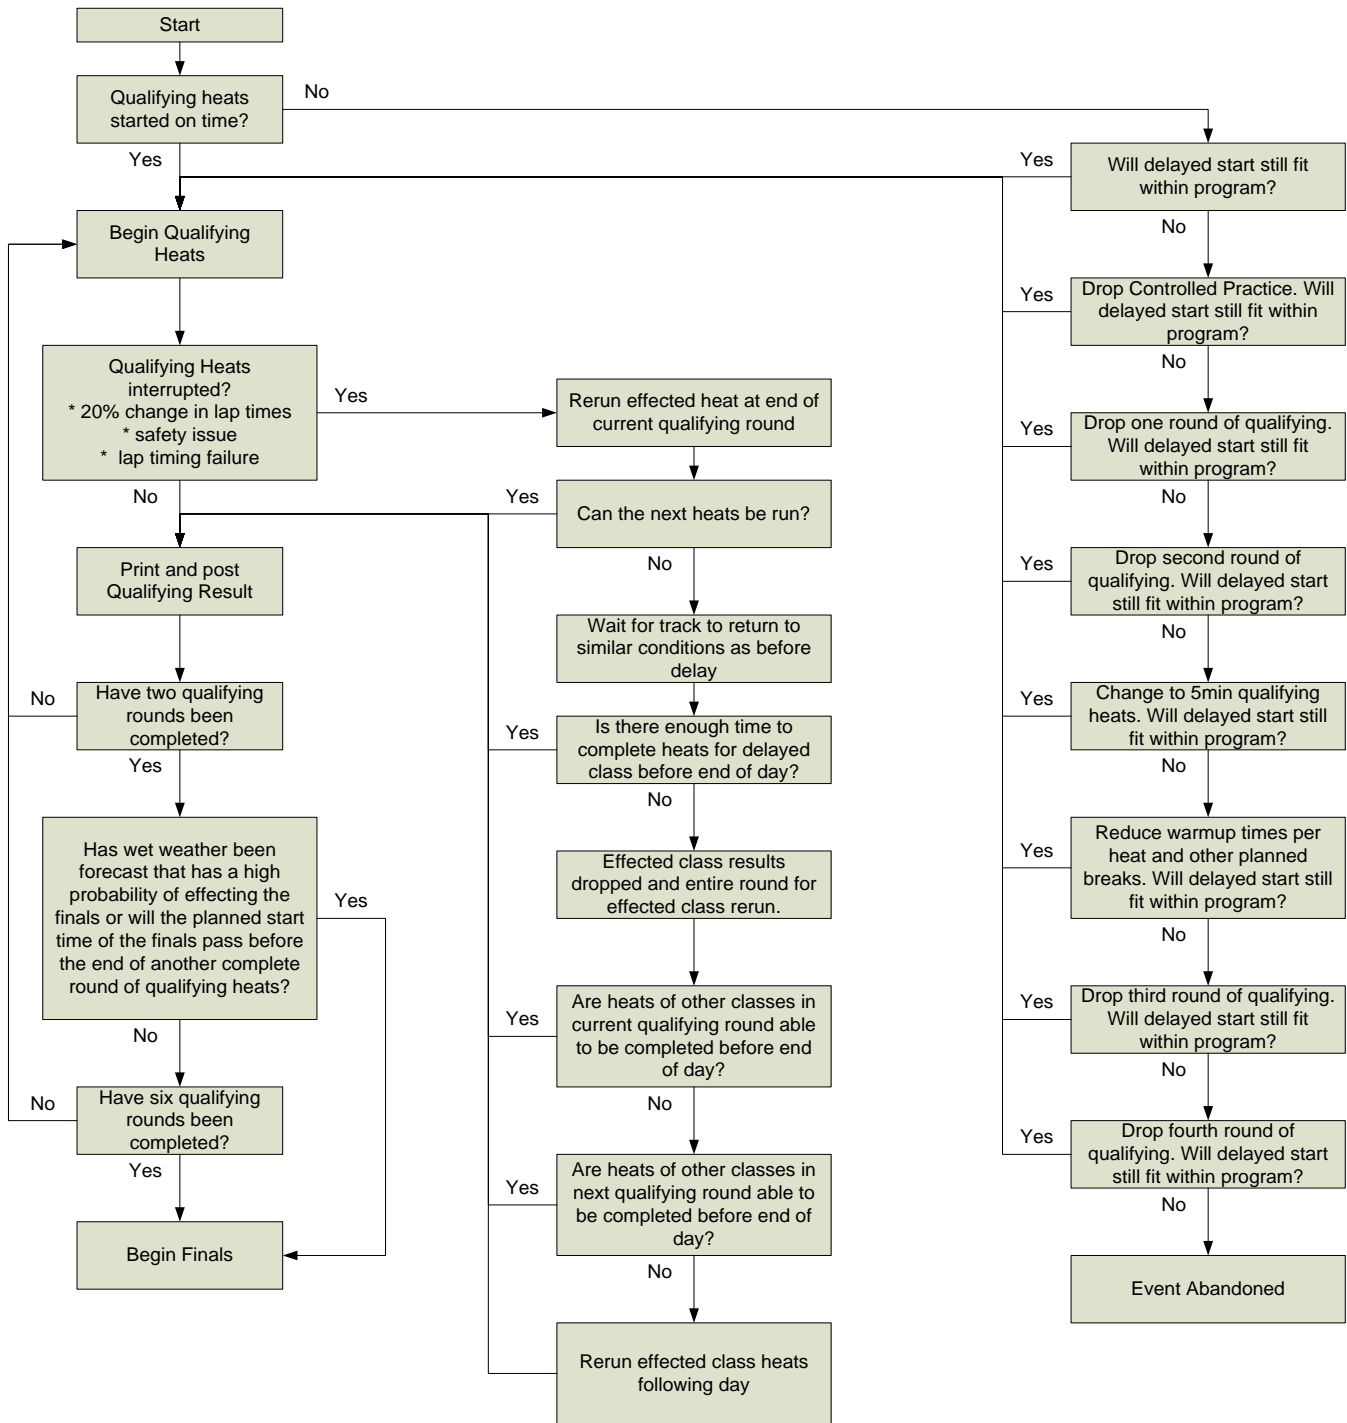 Start
Qualifying heats
started on time?
No
Yes
Begin Qualifying
Heats
Qualifying Heats
interrupted?
* 20% change in lap times
* safety issue
* lap timing failure
Yes
No
Print and post
Qualifying Result
Have two qualifying
rounds been
completed?
No
Yes
Has wet weather been
forecast that has a high
probability of effecting the
finals or will the planned start
time of the finals pass before
the end of another complete
round of qualifying heats?
Yes
No
Have six qualifying
rounds been
completed?
No
Yes
Begin Finals
Rerun effected heat at end of
current qualifying round
Can the next heats be run?
Yes
No
Wait for track to return to
similar conditions as before
delay
Is there enough time to
complete heats for delayed
class before end of day?
Yes
No
Effected class results
dropped and entire round for
effected class rerun.
Are heats of other classes in
current qualifying round able
to be completed before end
of day?
Yes
No
Are heats of other classes in
next qualifying round able to
be completed before end of
day?
Yes
No
Rerun effected class heats
following day
Will delayed start still fit
within program?
Yes
No
Drop Controlled Practice. Will
delayed start still fit within
program?
Yes
No
Drop one round of qualifying.
Will delayed start still fit
within program?
Yes
No
Drop second round of
qualifying. Will delayed start
still fit within program?
Yes
No
Change to 5min qualifying
heats. Will delayed start still
fit within program?
Yes
No
Reduce warmup times per
heat and other planned
breaks. Will delayed start still
fit within program?
Yes
No
Drop third round of qualifying.
Will delayed start still fit
within program?
Yes
No
Drop fourth round of
qualifying. Will delayed start
still fit within program?
Yes
No
Event Abandoned